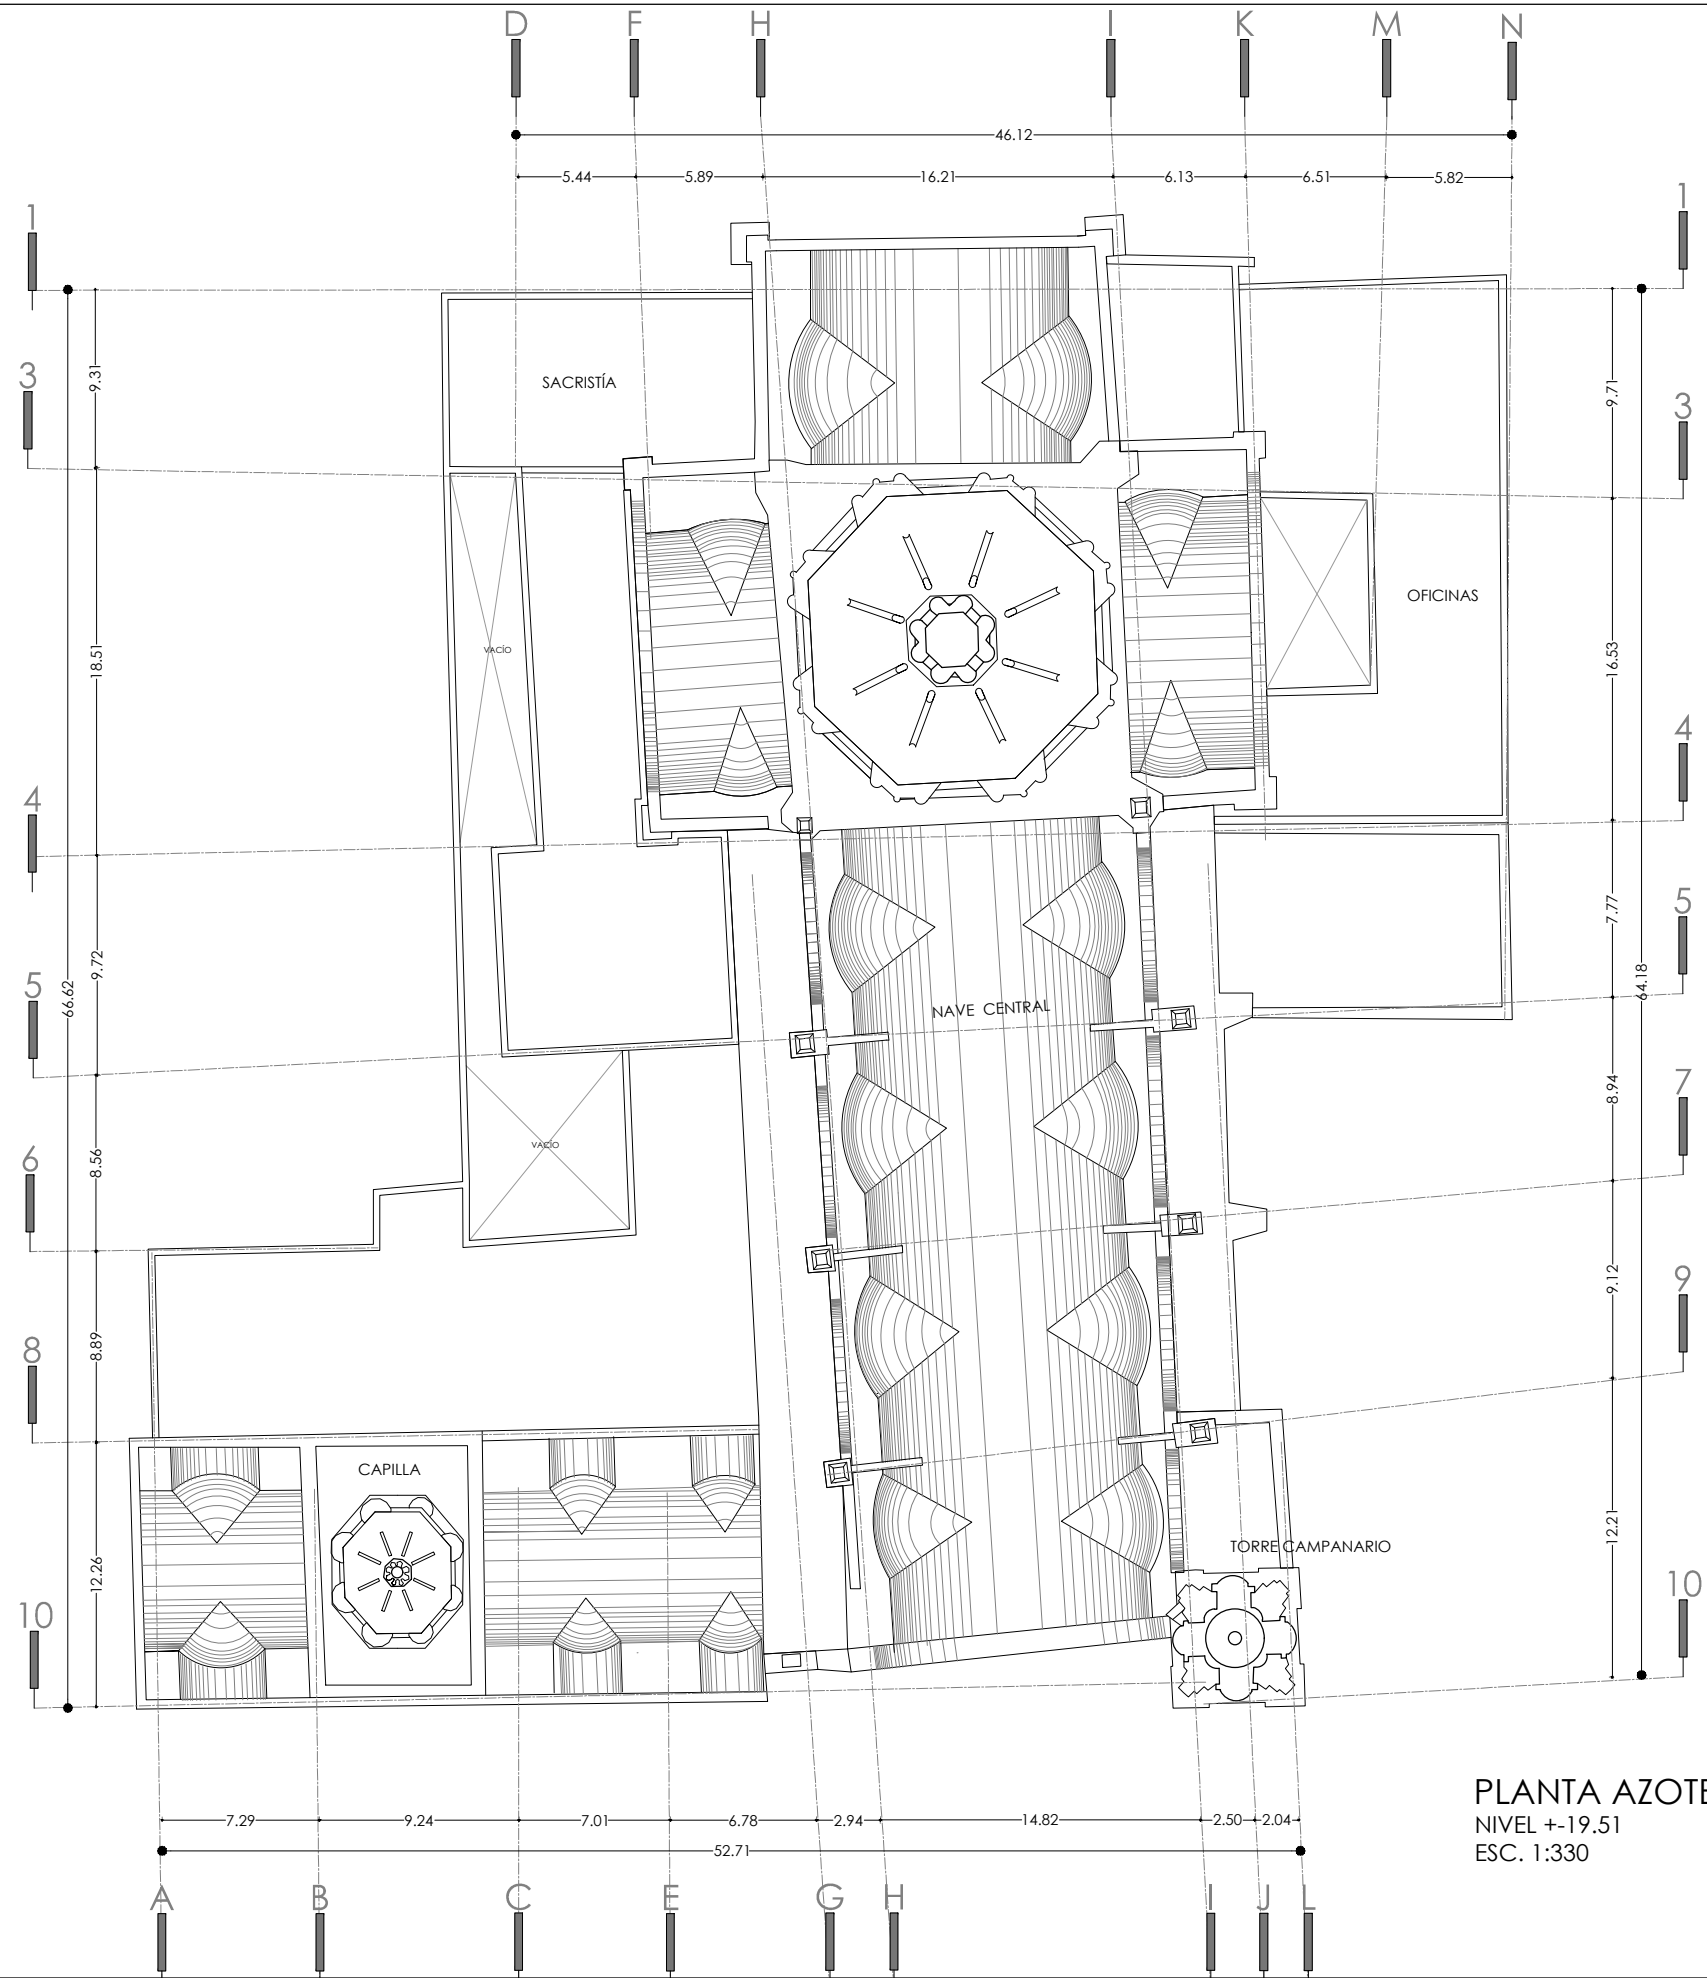 D F H I K M N
46.12
5.44 5.89 16.21 6.13 6.51 5.82
1 1
3 3
4 4
5 5
6 7
8 9
10 10
9.31
18.51
9.72
8.56
8.89
12.26
66.62
9.71
16.53
7.77
8.94
9.12
12.21
64.18
SACRISTÍA
VACÍO
OFICINAS
NAVE CENTRAL
VACÍO
CAPILLA
TORRE CAMPANARIO
7.29 9.24 7.01 6.78 2.94 14.82 2.50 2.04
52.71
A B C E G H I J L
PLANTA AZOTE
NIVEL +-19.51
ESC. 1:330